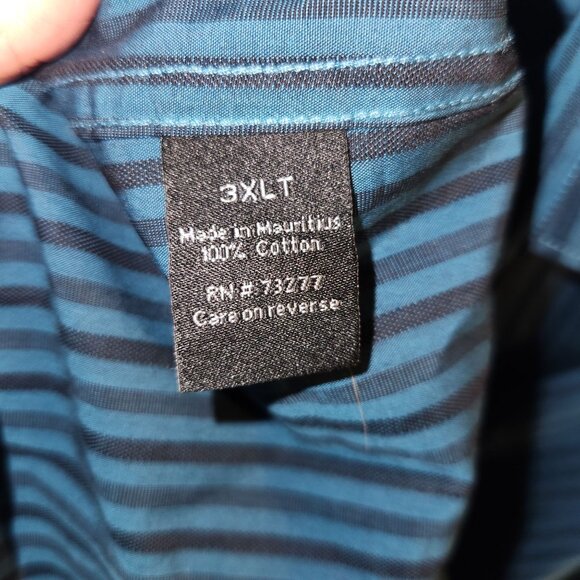 3XLT
Made in Mauritius
100% Cotton
RN # 73277
Care on reverse